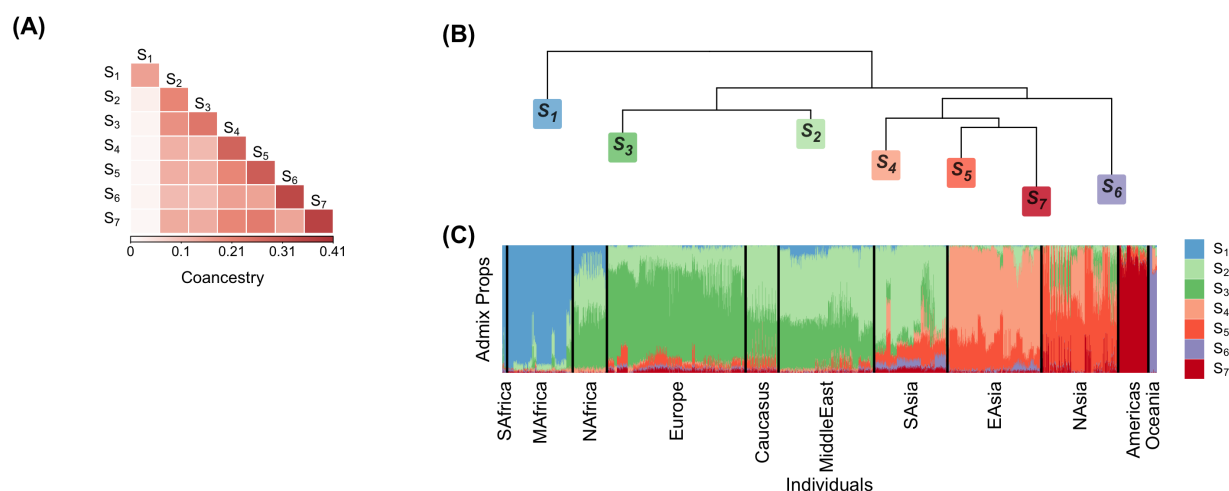 (A)
S1
S1
S2
S2
S3
S3
S4
S4
S5
S5
S6
S6
S7
S7
0 0.1 0.21 0.31 0.41
Coancestry
(B)
S1
S3
S2
S4
S5
S7
S6
(C)
Admix Props
SAfrica
MAfrica
NAfrica
Europe
Caucasus
MiddleEast
SAsia
EAsia
NAsia
Americas
Oceania
Individuals
S1
S2
S3
S4
S5
S6
S7